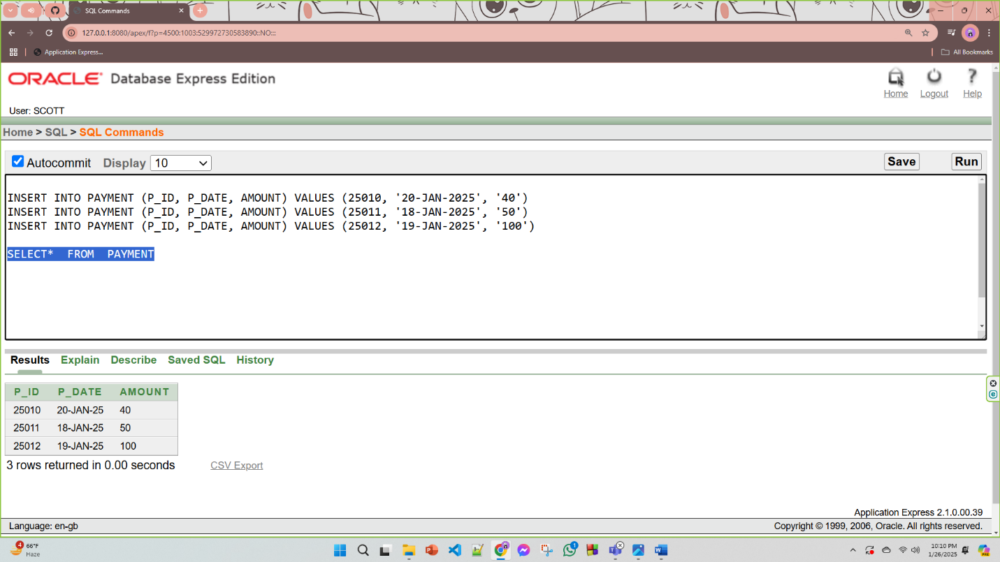 SQL Commands
127.0.0.1:8080/apex/f?p=4500:1003:529972730583890::NO:::
Application Express...
All Bookmarks
ORACLE Database Express Edition
Home Logout Help
User: SCOTT
Home > SQL > SQL Commands
Autocommit Display 10 Save Run
INSERT INTO PAYMENT (P_ID, P_DATE, AMOUNT) VALUES (25010, '20-JAN-2025', '40')
INSERT INTO PAYMENT (P_ID, P_DATE, AMOUNT) VALUES (25011, '18-JAN-2025', '50')
INSERT INTO PAYMENT (P_ID, P_DATE, AMOUNT) VALUES (25012, '19-JAN-2025', '100')
SELECT* FROM PAYMENT
Results Explain Describe Saved SQL History
P_ID P_DATE AMOUNT
25010 20-JAN-25 40
25011 18-JAN-25 50
25012 19-JAN-25 100
3 rows returned in 0.00 seconds CSV Export
Application Express 2.1.0.00.39
Language: en-gb Copyright © 1999, 2006, Oracle. All rights reserved.
4 66°F
Haze
1
10:10 PM
1/26/2025
PRE